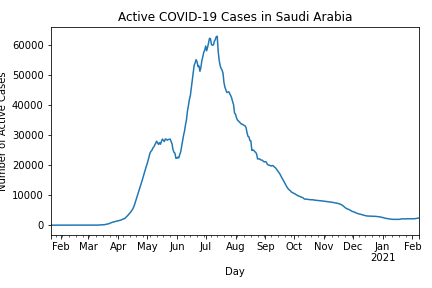 Active COVID-19 Cases in Saudi Arabia
Number of Active Cases
60000
50000
40000
30000
20000
10000
0
Feb Mar Apr May Jun Jul Aug Sep Oct Nov Dec Jan Feb
2021
Day